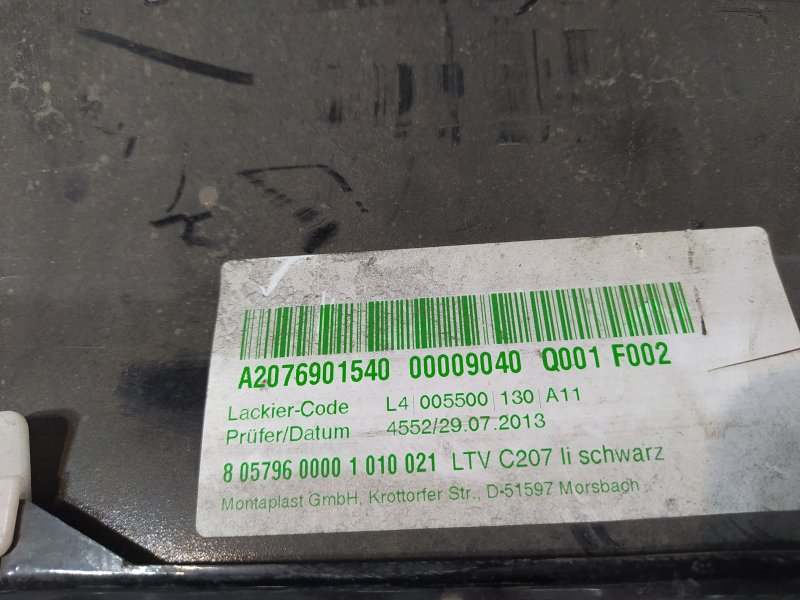 A2076901540 00009040 Q001 F002
Lackier-Code L4 | 005500 | 130 | A11
Prüfer/Datum 4552/29.07.2013
8 05796 0000 1 010 021 LTV C207 li schwarz
Montaplast GmbH, Krottorfer Str., D-51597 Morsbach